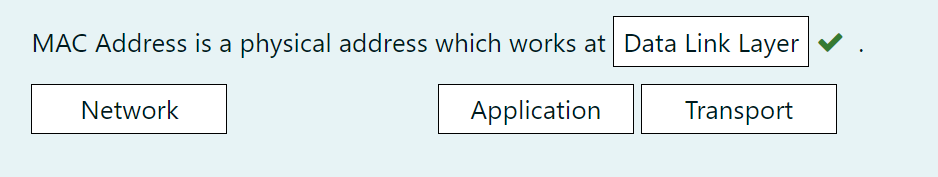 MAC Address is a physical address which works at Data Link Layer .
Network Application Transport